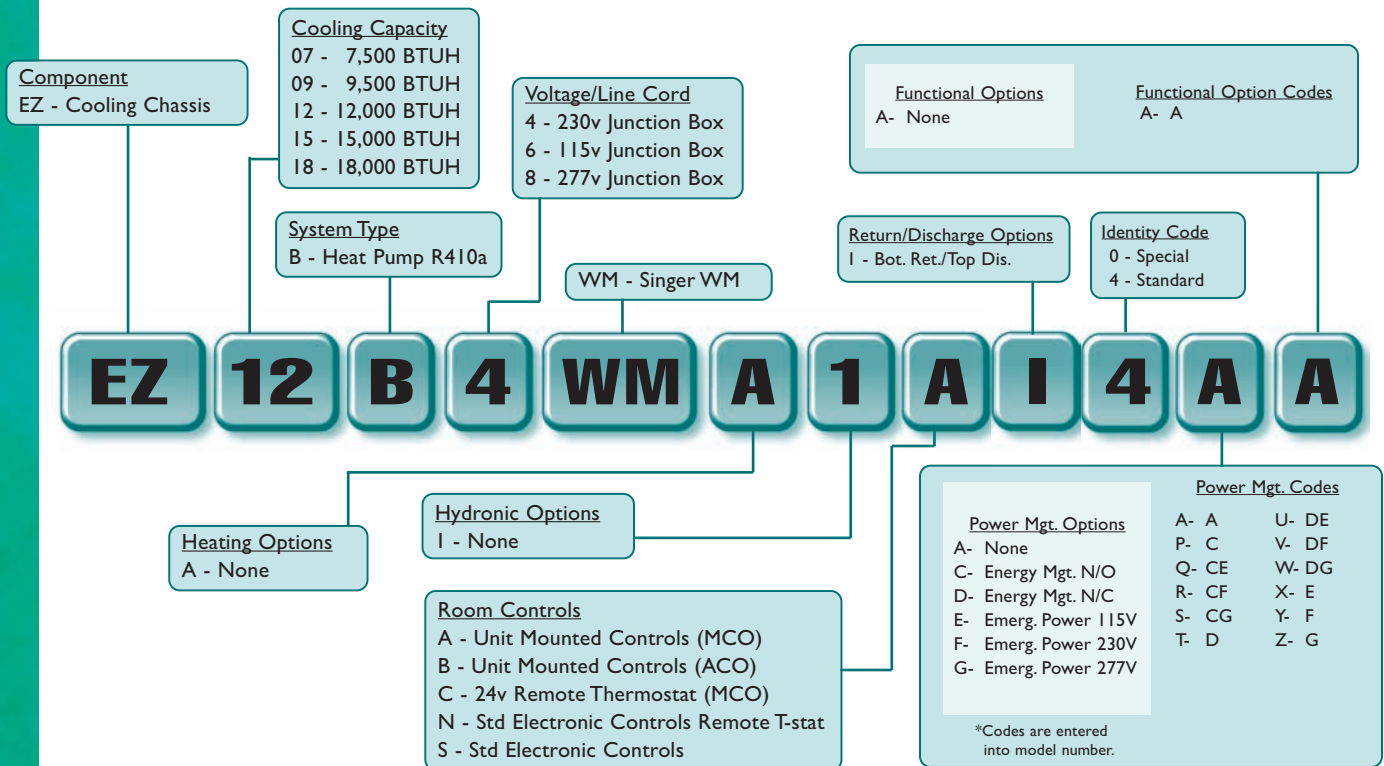 Component
EZ - Cooling Chassis
Cooling Capacity
07 - 7,500 BTUH
09 - 9,500 BTUH
12 - 12,000 BTUH
15 - 15,000 BTUH
18 - 18,000 BTUH
System Type
B - Heat Pump R410a
Voltage/Line Cord
4 - 230v Junction Box
6 - 115v Junction Box
8 - 277v Junction Box
WM - Singer WM
Return/Discharge Options
1 - Bot. Ret./Top Dis.
Identity Code
0 - Special
4 - Standard
Functional Options
A- None
Functional Option Codes
A- A
EZ 12 B 4 WM A 1 A I 4 A A
Heating Options
A - None
Hydronic Options
1 - None
Room Controls
A - Unit Mounted Controls (MCO)
B - Unit Mounted Controls (ACO)
C - 24v Remote Thermostat (MCO)
N - Std Electronic Controls Remote T-stat
S - Std Electronic Controls
Power Mgt. Options
A- None
C- Energy Mgt. N/O
D- Energy Mgt. N/C
E- Emerg. Power 115V
F- Emerg. Power 230V
G- Emerg. Power 277V
*Codes are entered
into model number.
Power Mgt. Codes
A- A U- DE
P- C V- DF
Q- CE W- DG
R- CF X- E
S- CG Y- F
T- D Z- G